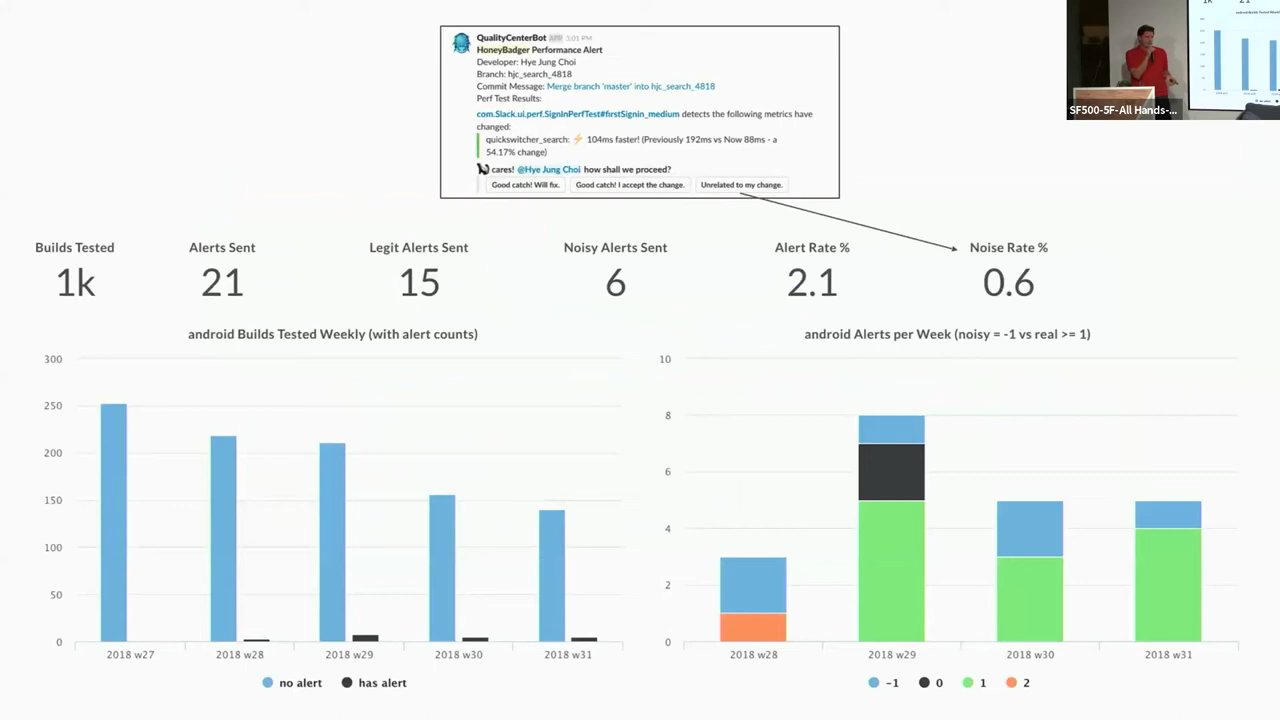 QualityCenterBot APP 3:01 PM
HoneyBadger Performance Alert
Developer: Hye Jung Choi
Branch: hjc_search_4818
Commit Message: Merge branch 'master' into hjc_search_4818
Perf Test Results:
com.Slack.ui.perf.SignInPerfTest#firstSignin_medium detects the following metrics have
changed:
quickswitcher_search: ⚡ 104ms faster! (Previously 192ms vs Now 88ms - a
54.17% change)
cares! @Hye Jung Choi how shall we proceed?
Good catch! Will fix. Good catch! I accept the change. Unrelated to my change.
SF500-5F-All Hands-...
Builds Tested Alerts Sent Legit Alerts Sent Noisy Alerts Sent Alert Rate % Noise Rate %
1k 21 15 6 2.1 0.6
android Builds Tested Weekly (with alert counts)
300
250
200
150
100
50
0
2018 w27 2018 w28 2018 w29 2018 w30 2018 w31
no alert has alert
android Alerts per Week (noisy = -1 vs real >= 1)
10
8
6
4
2
0
2018 w28 2018 w29 2018 w30 2018 w31
-1 0 1 2